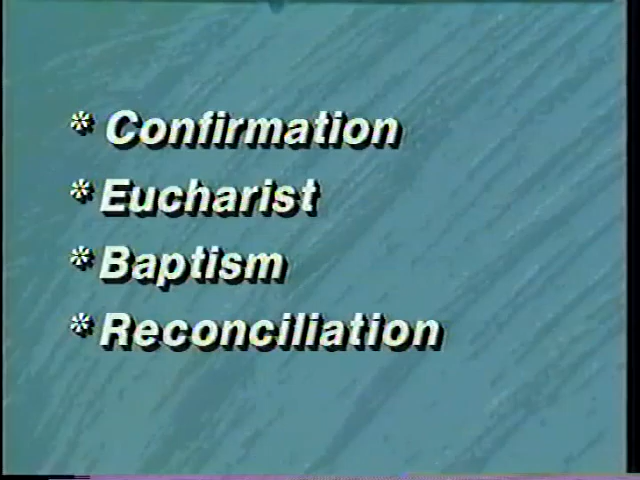 * Confirmation
* Eucharist
* Baptism
* Reconciliation